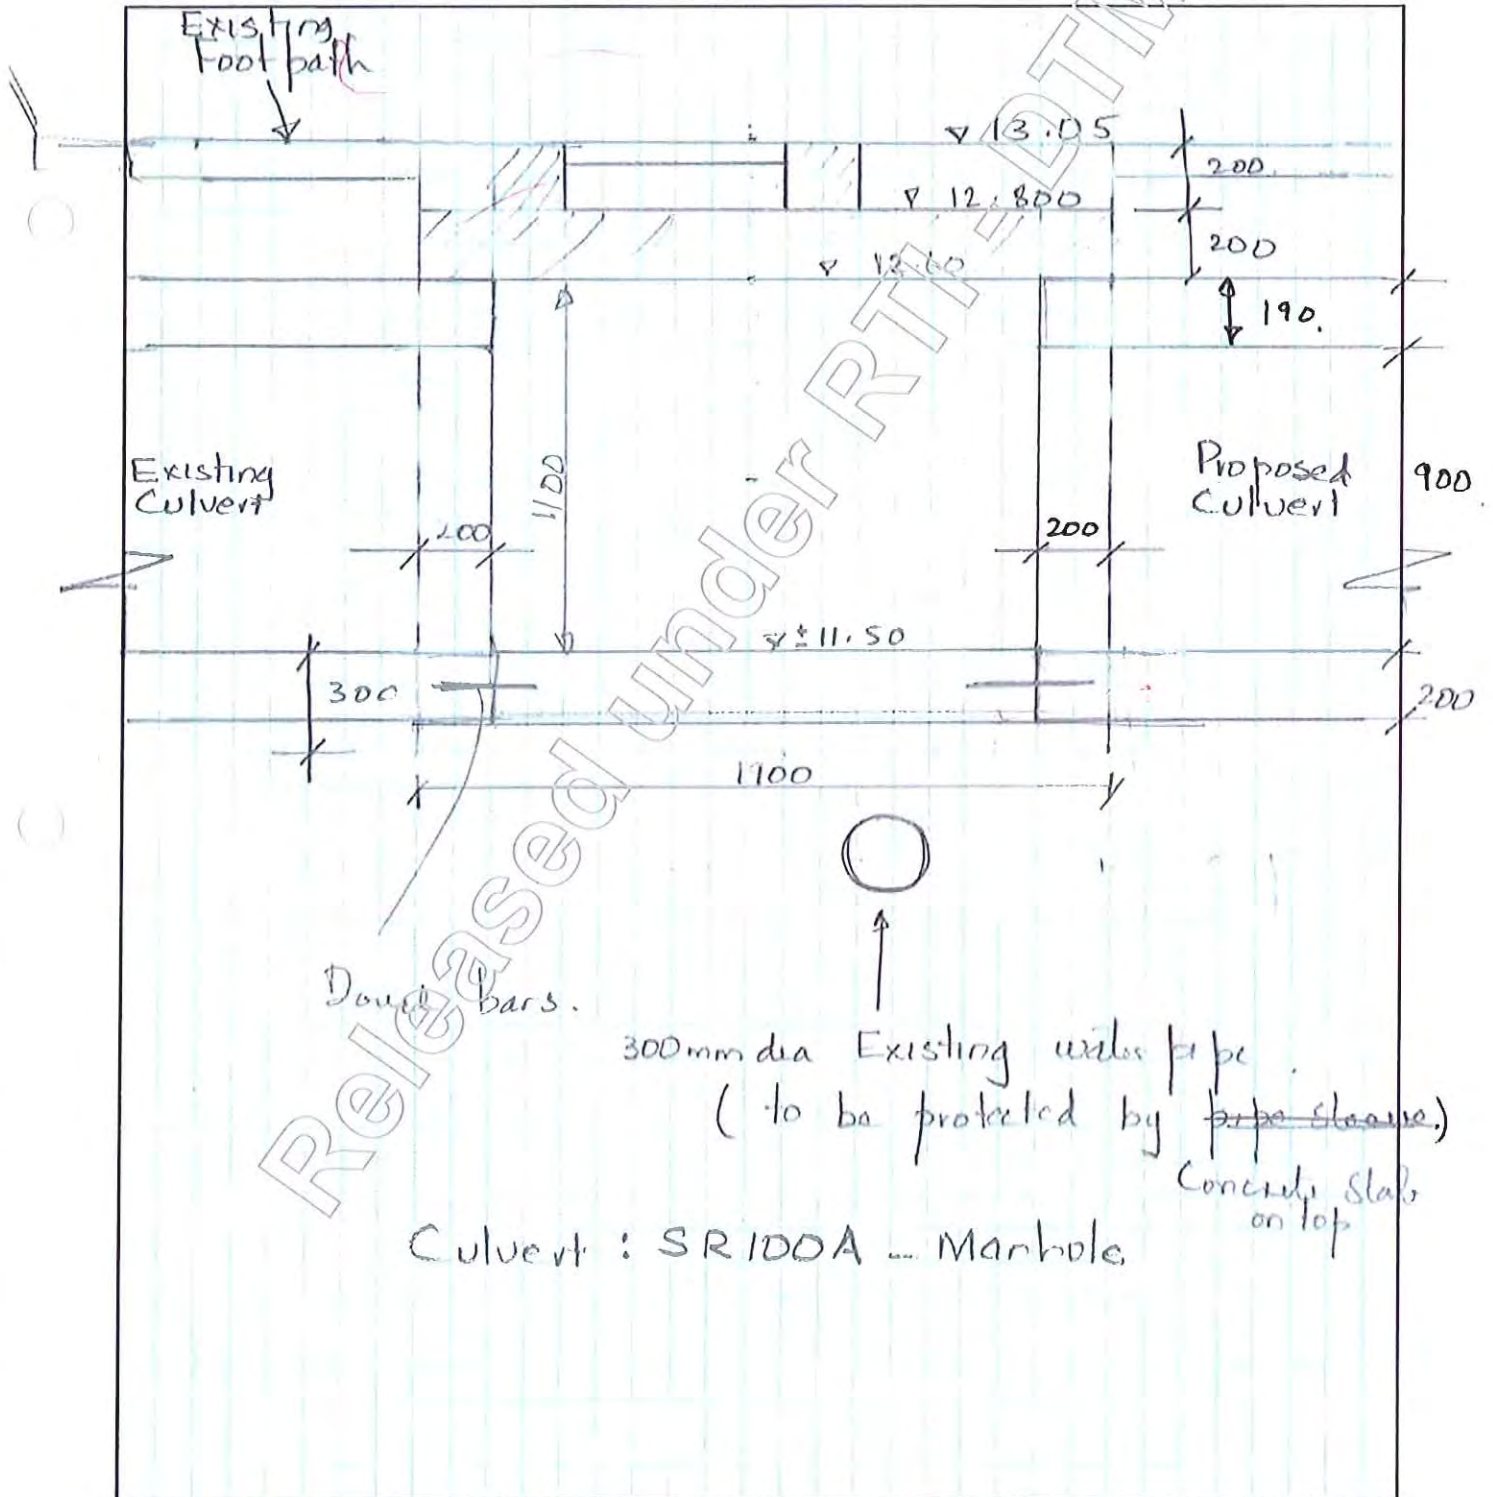 Existing
Foot path
13.05
200
12.800
200
12.60
190.
Existing
Culvert
1100
Proposed
Culvert
900
200
200
± 11.50
300
200
1900
Dowel bars.
300mm dia Existing water pipe.
(to be protected by pipe sleeve.)
Concrete Slab
on top
Culvert : SR100A - Manhole
Released under RTI - DTM